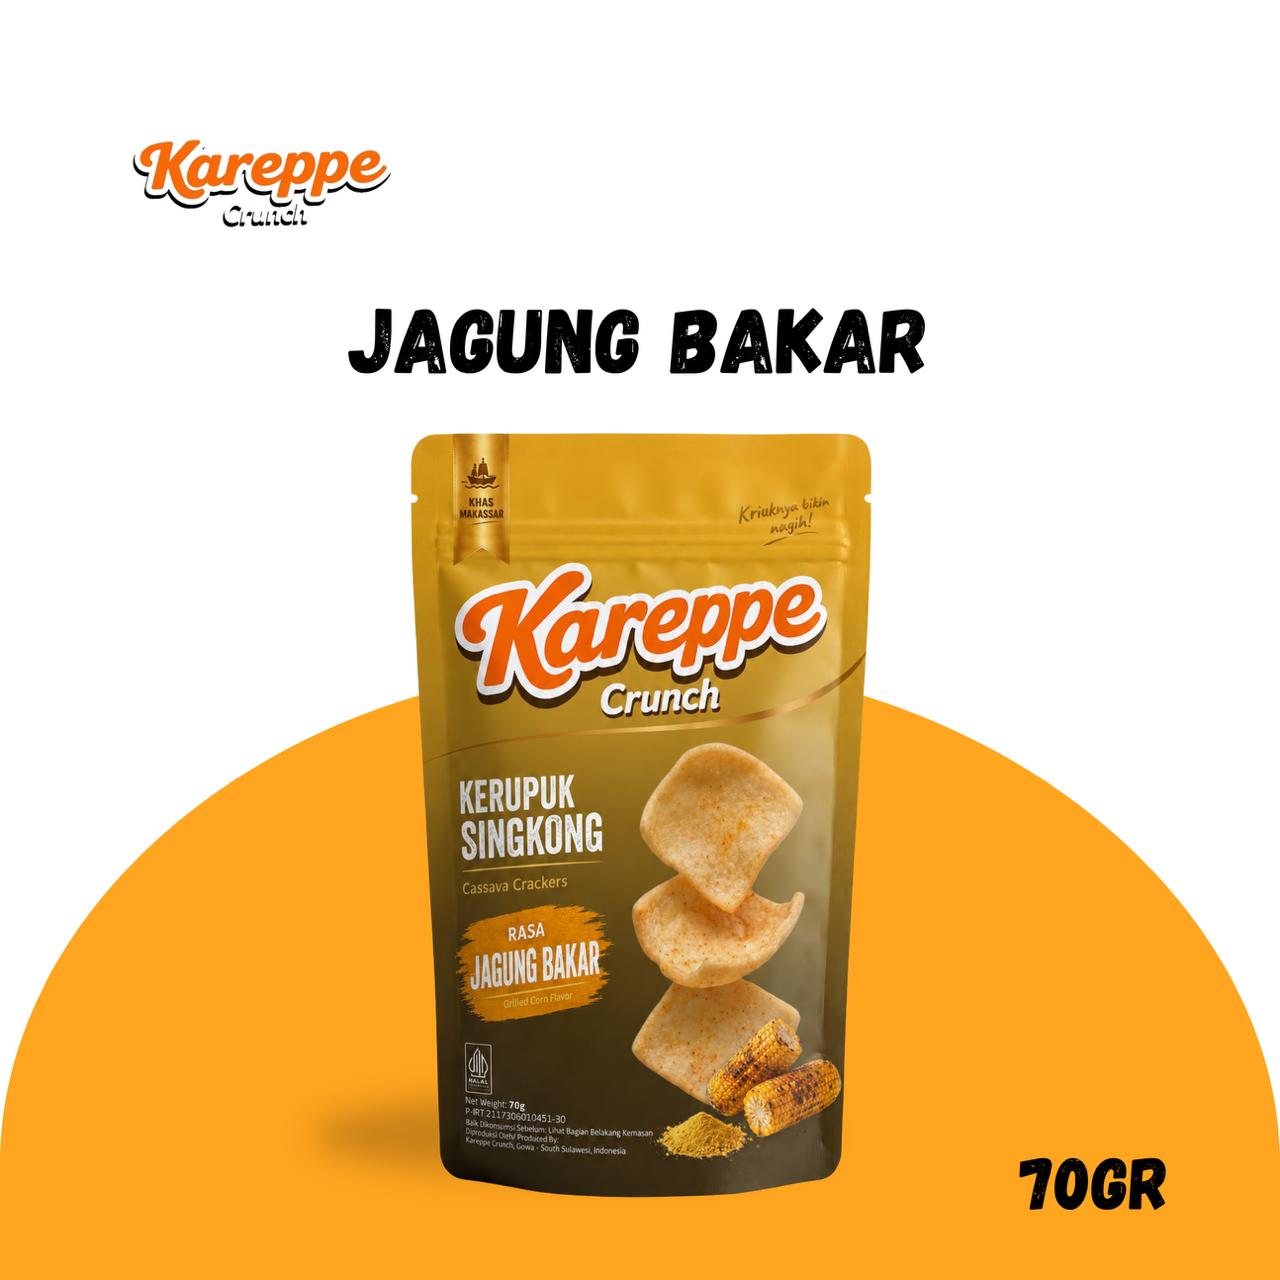 Kareppe
Crunch
JAGUNG BAKAR
KHAS
MAKASSAR
Kriuknya bikin
nagih!
Kareppe
Crunch
KERUPUK
SINGKONG
Cassava Crackers
RASA
JAGUNG BAKAR
Grilled Corn Flavor
HALAL
Net Weight: 70g
P-IRT 2117306010451-30
Baik Dikonsumsi Sebelum: Lihat Bagian Belakang Kemasan
Diproduksi Oleh/ Produced By:
Kareppe Crunch, Gowa - South Sulawesi, Indonesia
70GR